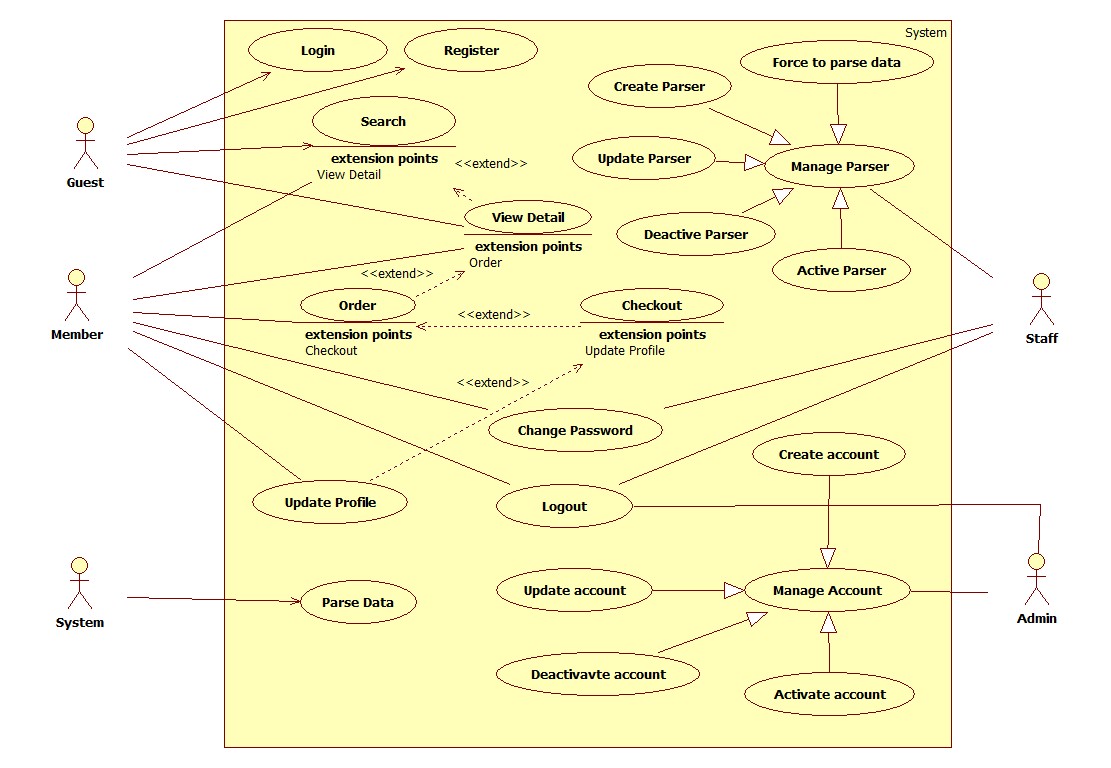 System
Login
Register
Force to parse data
Create Parser
Search
extension points
View Detail
<<extend>>
Update Parser
Manage Parser
Guest
View Detail
extension points
Order
Deactive Parser
Active Parser
<<extend>>
Order
extension points
Checkout
<<extend>>
Checkout
extension points
Update Profile
Member
Staff
<<extend>>
Change Password
Create account
Update Profile
Logout
System
Parse Data
Update account
Manage Account
Admin
Deactivavte account
Activate account